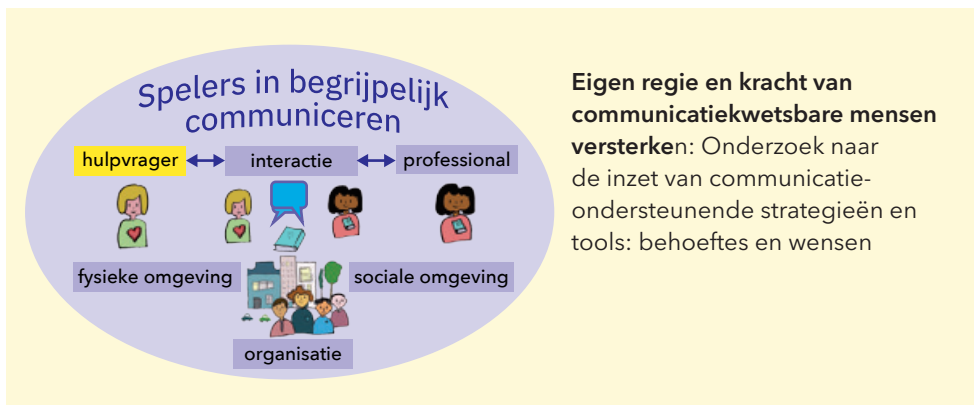 Spelers in begrijpelijk
communiceren
hulpvrager interactie professional
fysieke omgeving sociale omgeving
organisatie
Eigen regie en kracht van
communicatiekwetsbare mensen
versterken: Onderzoek naar
de inzet van communicatie-
ondersteunende strategieën en
tools: behoeftes en wensen